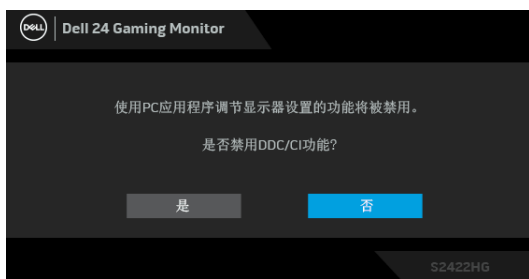 DELL
Dell 24 Gaming Monitor
使用PC应用程序调节显示器设置的功能将被禁用。
是否禁用DDC/CI功能?
是
否
S2422HG